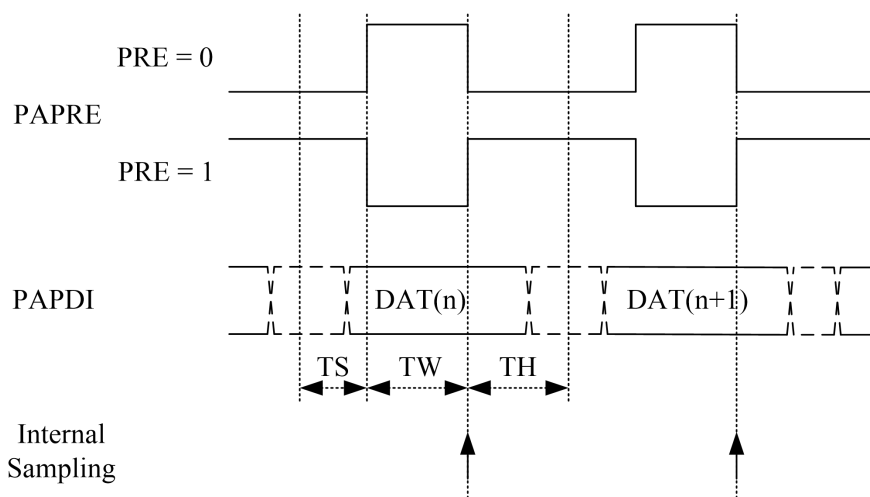 PRE = 0
PAPRE
PRE = 1
PAPDI
DAT(n)
DAT(n+1)
TS
TW
TH
Internal
Sampling